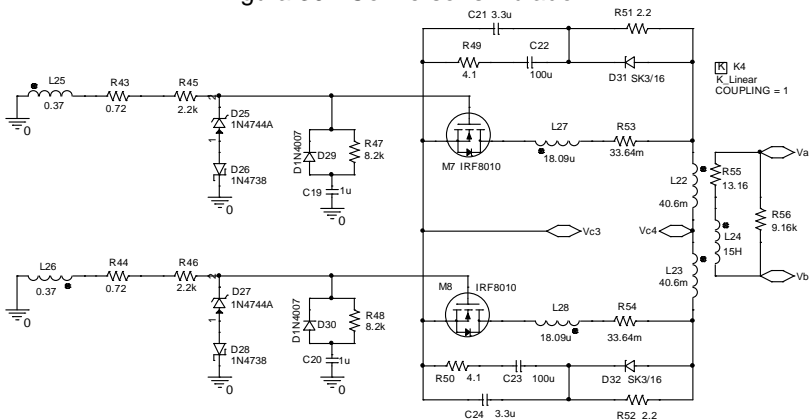 C21 3.3u
R51 2.2
R49
4.1
C22
100u
D31 SK3/16
K K4
K_Linear
COUPLING = 1
L25
0.37
R43
0.72
R45
2.2k
0
2
1
D25
1N4744A
D26
1N4738
0
D1N4007
D29
R47
8.2k
C19
1u
0
M7 IRF8010
L27
18.09u
R53
33.64m
L22
40.6m
R55
13.16
Va
R56
9.16k
L24
15H
Vb
Vc3
Vc4
L23
40.6m
L26
0.37
R44
0.72
R46
2.2k
0
2
1
D27
1N4744A
D28
1N4738
0
D1N4007
D30
R48
8.2k
C20
1u
0
M8
IRF8010
L28
18.09u
R54
33.64m
R50 4.1
C23 100u
D32 SK3/16
C24 3.3u
R52 2.2